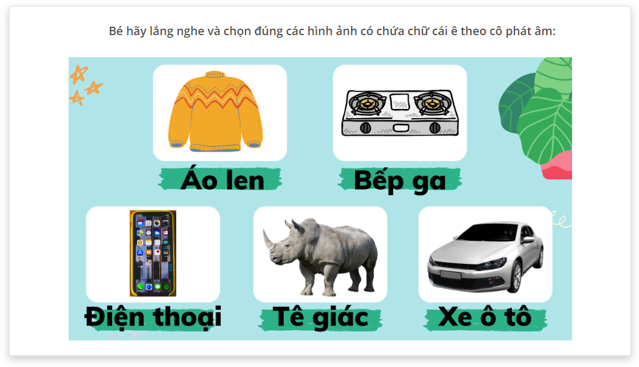 Bé hãy lắng nghe và chọn đúng các hình ảnh có chứa chữ cái ê theo cô phát âm:
Áo len
Bếp ga
Điện thoại
Tê giác
Xe ô tô